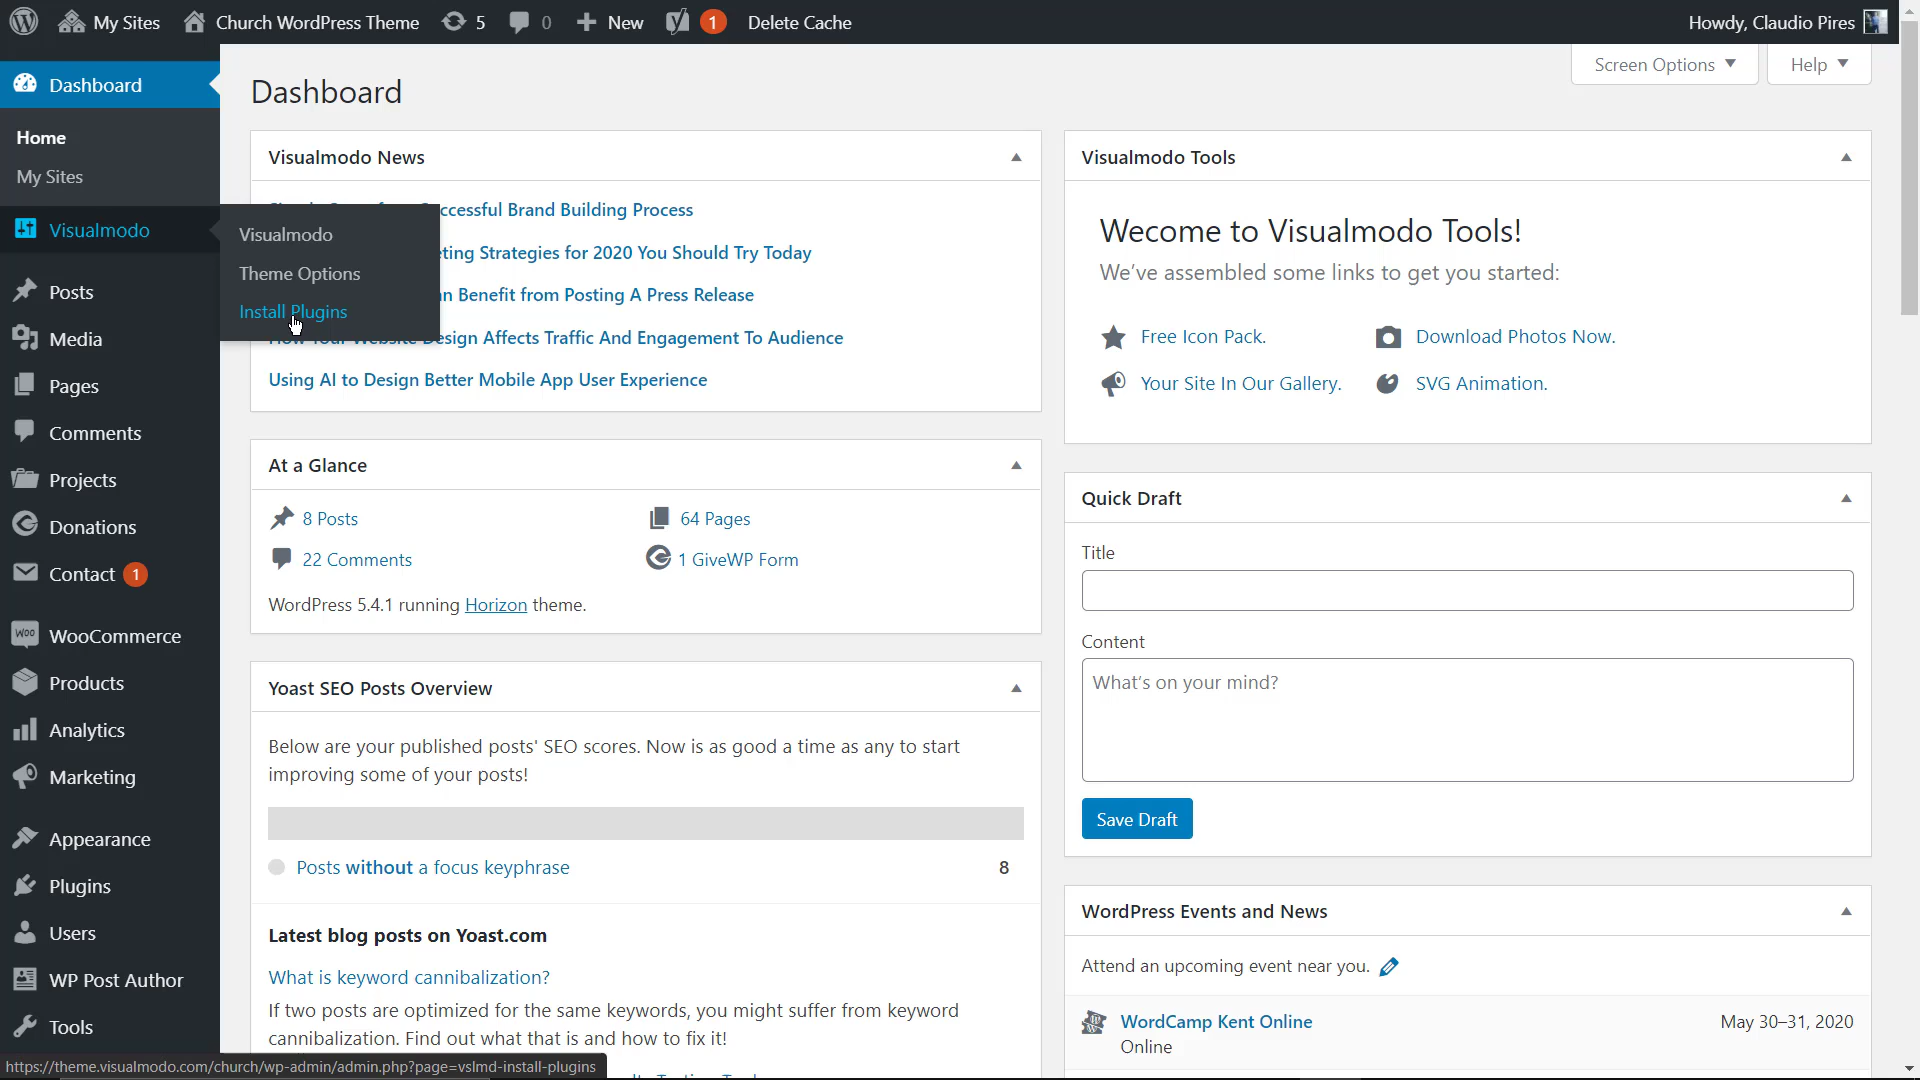 My Sites
Church WordPress Theme
5
0
New
1
Delete Cache
Howdy, Claudio Pires
Dashboard
Home
My Sites
Visualmodo
Posts
Media
Pages
Comments
Projects
Donations
Contact 1
WooCommerce
Products
Analytics
Marketing
Appearance
Plugins
Users
WP Post Author
Tools
Visualmodo
Theme Options
Install Plugins
Screen Options
Help
Dashboard
Visualmodo News
Successful Brand Building Process
eting Strategies for 2020 You Should Try Today
an Benefit from Posting A Press Release
How Your Website Design Affects Traffic And Engagement To Audience
Using AI to Design Better Mobile App User Experience
At a Glance
8 Posts
64 Pages
22 Comments
1 GiveWP Form
WordPress 5.4.1 running Horizon theme.
Yoast SEO Posts Overview
Below are your published posts' SEO scores. Now is as good a time as any to start
improving some of your posts!
Posts without a focus keyphrase
8
Latest blog posts on Yoast.com
What is keyword cannibalization?
If two posts are optimized for the same keywords, you might suffer from keyword
cannibalization. Find out what that is and how to fix it!
Visualmodo Tools
Wecome to Visualmodo Tools!
We've assembled some links to get you started:
Free Icon Pack.
Download Photos Now.
Your Site In Our Gallery.
SVG Animation.
Quick Draft
Title
Content
What's on your mind?
Save Draft
WordPress Events and News
Attend an upcoming event near you.
WordCamp Kent Online
May 30–31, 2020
Online
https://theme.visualmodo.com/church/wp-admin/admin.php?page=vslmd-install-plugins